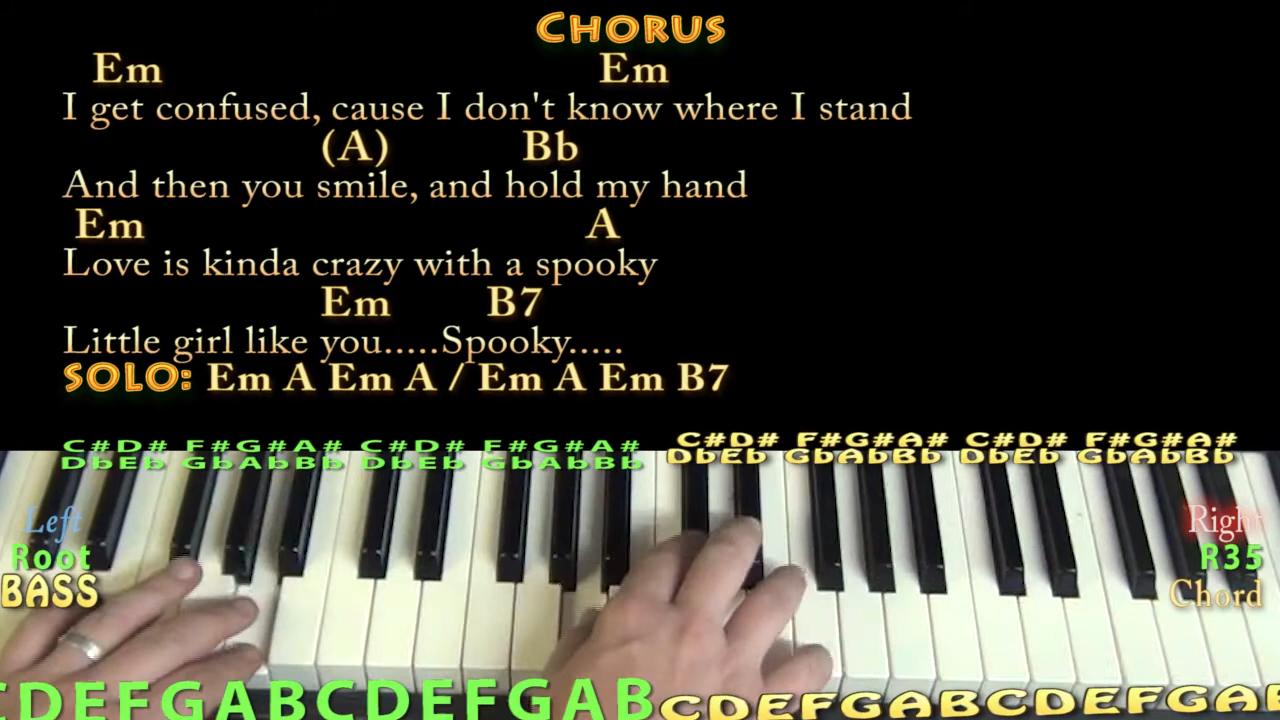 CHORUS
Em Em
I get confused, cause I don't know where I stand
(A) Bb
And then you smile, and hold my hand
Em A
Love is kinda crazy with a spooky
Em B7
Little girl like you.....Spooky.....
SOLO: Em A Em A / Em A Em B7
C#D# F#G#A# C#D# F#G#A# C#D# F#G#A# C#D# F#G#A#
DbEb GbAbBb DbEb GbAbBb DbEb GbAbBb DbEb GbAbBb
Left Right
Root R35
BASS Chord
CDEFGABCDEFGAB CDEFGABCDEFGAB